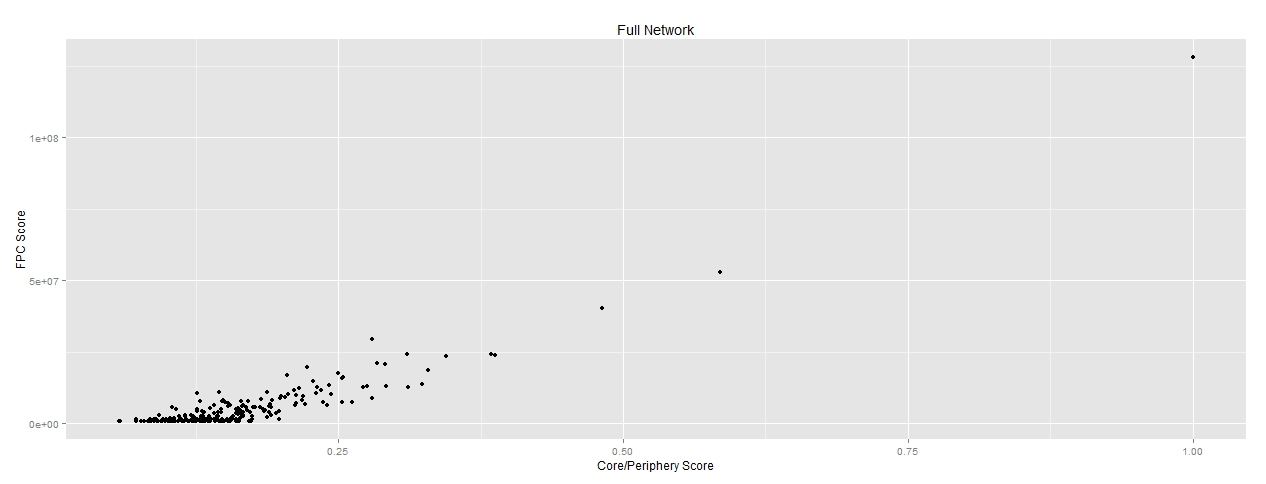 Full Network
FPC Score
1e+08
5e+07
0e+00
0.25
0.50
0.75
1.00
Core/Periphery Score